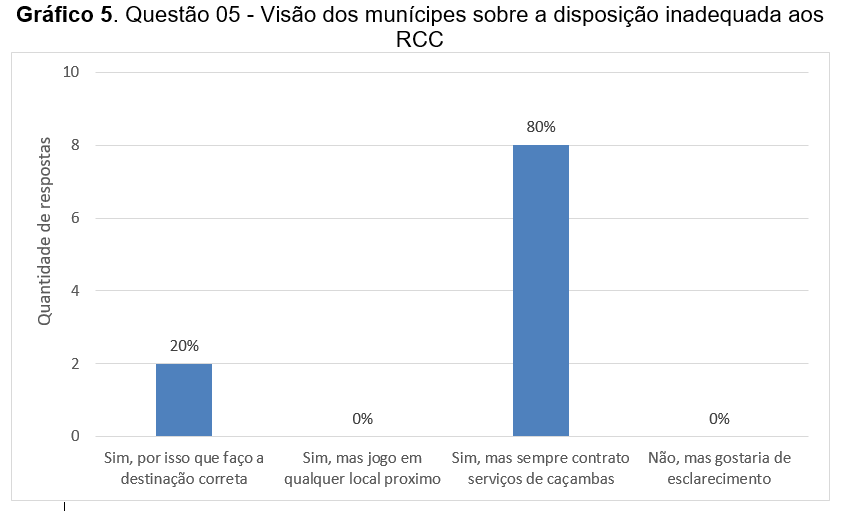 Gráfico 5. Questão 05 - Visão dos munícipes sobre a disposição inadequada aos
RCC
Quantidade de respostas
10
8
6
4
2
0
20%
0%
80%
0%
Sim, por isso que faço a
destinação correta
Sim, mas jogo em
qualquer local proximo
Sim, mas sempre contrato
serviços de caçambas
Não, mas gostaria de
esclarecimento